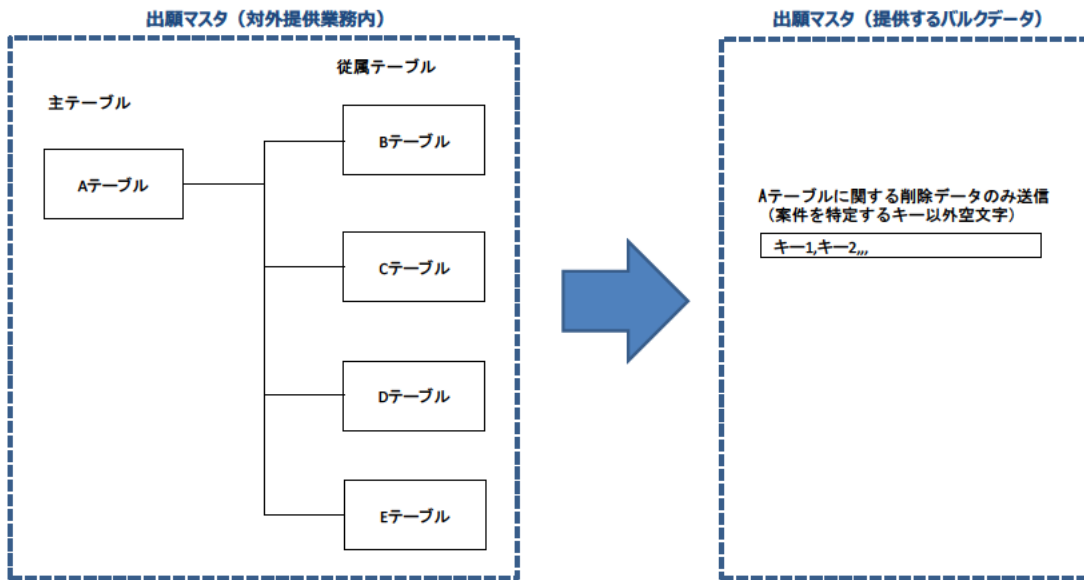 出願マスタ（対外提供業務内）
主テーブル
Aテーブル
従属テーブル
Bテーブル
Cテーブル
Dテーブル
Eテーブル
出願マスタ（提供するバルクデータ）
Aテーブルに関する削除データのみ送信
（案件を特定するキー以外空文字）
キー1,キー2,,,